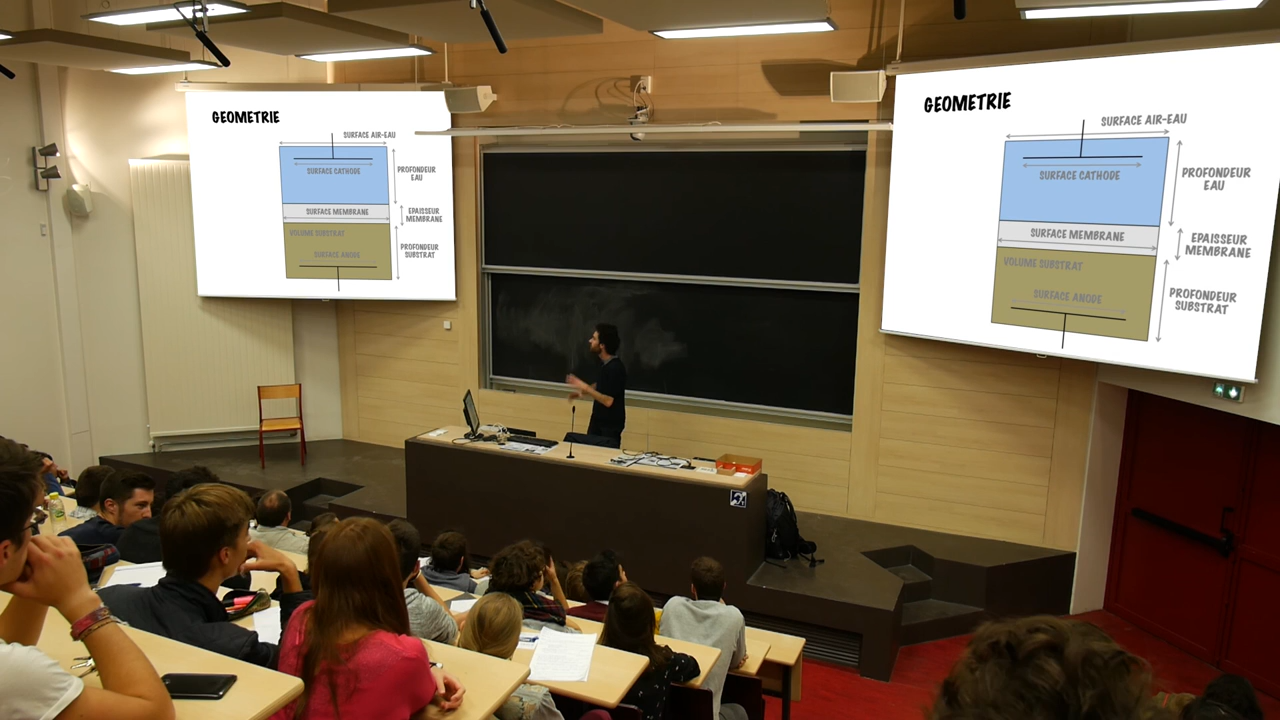 GEOMETRIE
SURFACE AIR-EAU
SURFACE CATHODE
PROFONDEUR
EAU
SURFACE MEMBRANE
EPAISSEUR
MEMBRANE
VOLUME SUBSTRAT
SURFACE ANODE
PROFONDEUR
SUBSTRAT
GEOMETRIE
SURFACE AIR-EAU
SURFACE CATHODE
PROFONDEUR
EAU
SURFACE MEMBRANE
EPAISSEUR
MEMBRANE
VOLUME SUBSTRAT
SURFACE ANODE
PROFONDEUR
SUBSTRAT